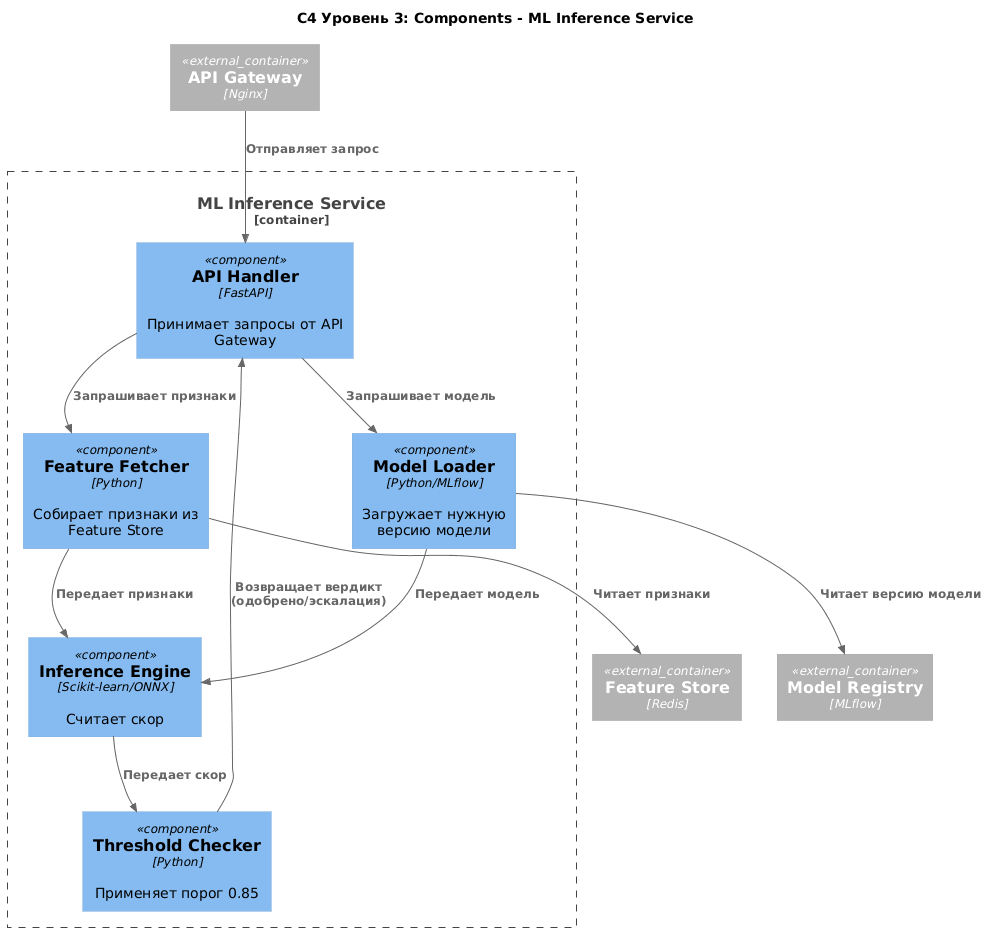 C4 Уровень 3: Components - ML Inference Service
«external_container»
API Gateway
[Nginx]
Отправляет запрос
ML Inference Service
[container]
«component»
API Handler
[FastAPI]
Принимает запросы от API
Gateway
Запрашивает признаки
Запрашивает модель
«component»
Feature Fetcher
[Python]
Собирает признаки из
Feature Store
«component»
Model Loader
[Python/MLflow]
Загружает нужную
версию модели
Передает признаки
Возвращает вердикт
(одобрено/эскалация)
Передает модель
Читает признаки
Читает версию модели
«component»
Inference Engine
[Scikit-learn/ONNX]
Считает скор
«external_container»
Feature Store
[Redis]
«external_container»
Model Registry
[MLflow]
Передает скор
«component»
Threshold Checker
[Python]
Применяет порог 0.85